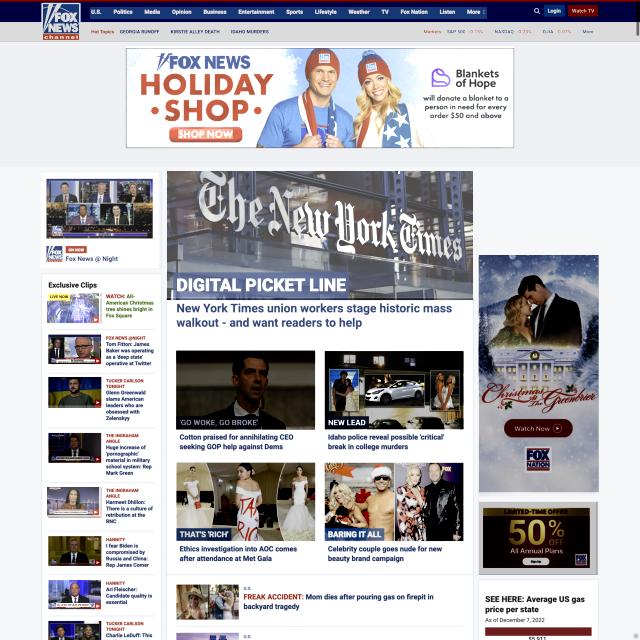 FOX
NEWS
channel
U.S. Politics Media Opinion Business Entertainment Sports Lifestyle Weather TV Fox Nation Listen More
Login
Watch TV
Hot Topics GEORGIA RUNOFF KIRSTIE ALLEY DEATH IDAHO MURDERS
Markets S&P 500 NASDAQ DJIA More
FOX NEWS
HOLIDAY
• SHOP •
SHOP NOW
Blankets
of Hope
will donate a blanket to a
person in need for every
order $50 and above
ON NOW
Fox News @ Night
Exclusive Clips
LIVE NOW
WATCH: All-
American Christmas
tree shines bright in
Fox Square
FOX NEWS @NIGHT
Tom Fitton: James
Baker was operating
as a 'deep state'
operative at Twitter
TUCKER CARLSON
TONIGHT
Glenn Greenwald
slams American
leaders who are
obsessed with
Zelenskyy
THE INGRAHAM
ANGLE
Huge increase of
'pornographic'
material in military
school system: Rep
Mark Green
THE INGRAHAM
ANGLE
Harmeet Dhillon:
There is a culture of
retribution at the
RNC
HANNITY
I fear Biden is
compromised by
Russia and China:
Rep James Comer
HANNITY
Ari Fleischer:
Candidate quality is
essential
TUCKER CARLSON
TONIGHT
Charlie LeDuff: This
The New York Times
DIGITAL PICKET LINE
New York Times union workers stage historic mass
walkout - and want readers to help
'GO WOKE, GO BROKE'
Cotton praised for annihilating CEO
seeking GOP help against Dems
NEW LEAD
Idaho police reveal possible 'critical'
break in college murders
TAX
RICH
THAT'S 'RICH'
Ethics investigation into AOC comes
after attendance at Met Gala
FOX
BARING IT ALL
Celebrity couple goes nude for new
beauty brand campaign
U.S.
FREAK ACCIDENT: Mom dies after pouring gas on firepit in
backyard tragedy
U.S.
Christmas
at The Greenbrier
Watch Now
FOX
NATION
LIMITED-TIME OFFER
50% OFF
All Annual Plans
SEE HERE: Average US gas
price per state
As of December 7, 2022